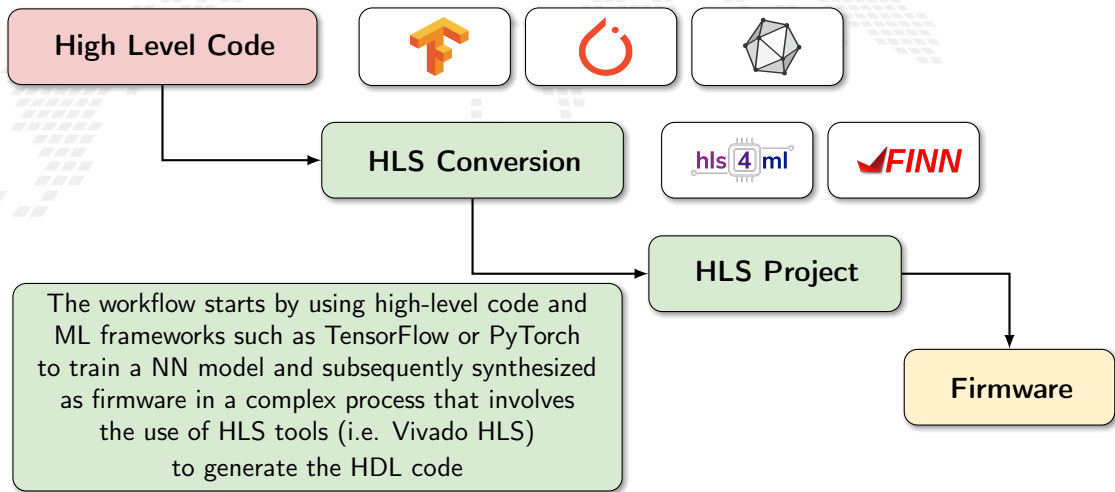 High Level Code
HLS Conversion
hls 4 ml
FINN
HLS Project
The workflow starts by using high-level code and
ML frameworks such as TensorFlow or PyTorch
to train a NN model and subsequently synthesized
as firmware in a complex process that involves
the use of HLS tools (i.e. Vivado HLS)
to generate the HDL code
Firmware